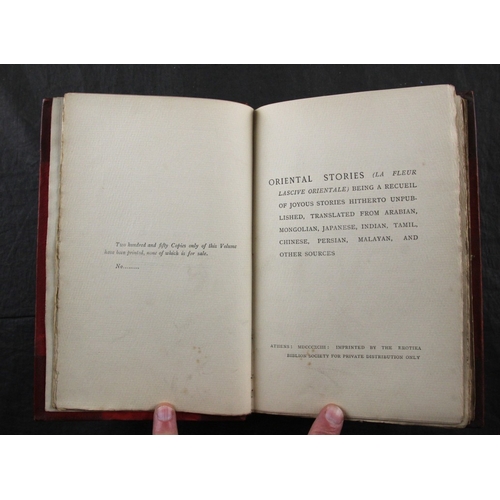 Two hundred and fifty Copies only of this Volume
have been printed, none of which is for sale.
No.........
ORIENTAL STORIES (LA FLEUR
LASCIVE ORIENTALE) BEING A RECUEIL
OF JOYOUS STORIES HITHERTO UNPUB-
LISHED, TRANSLATED FROM ARABIAN,
MONGOLIAN, JAPANESE, INDIAN, TAMIL,
CHINESE, PERSIAN, MALAYAN, AND
OTHER SOURCES
ATHENS: MDCCCXCIII: IMPRINTED BY THE EROTIKA
BIBLION SOCIETY FOR PRIVATE DISTRIBUTION ONLY